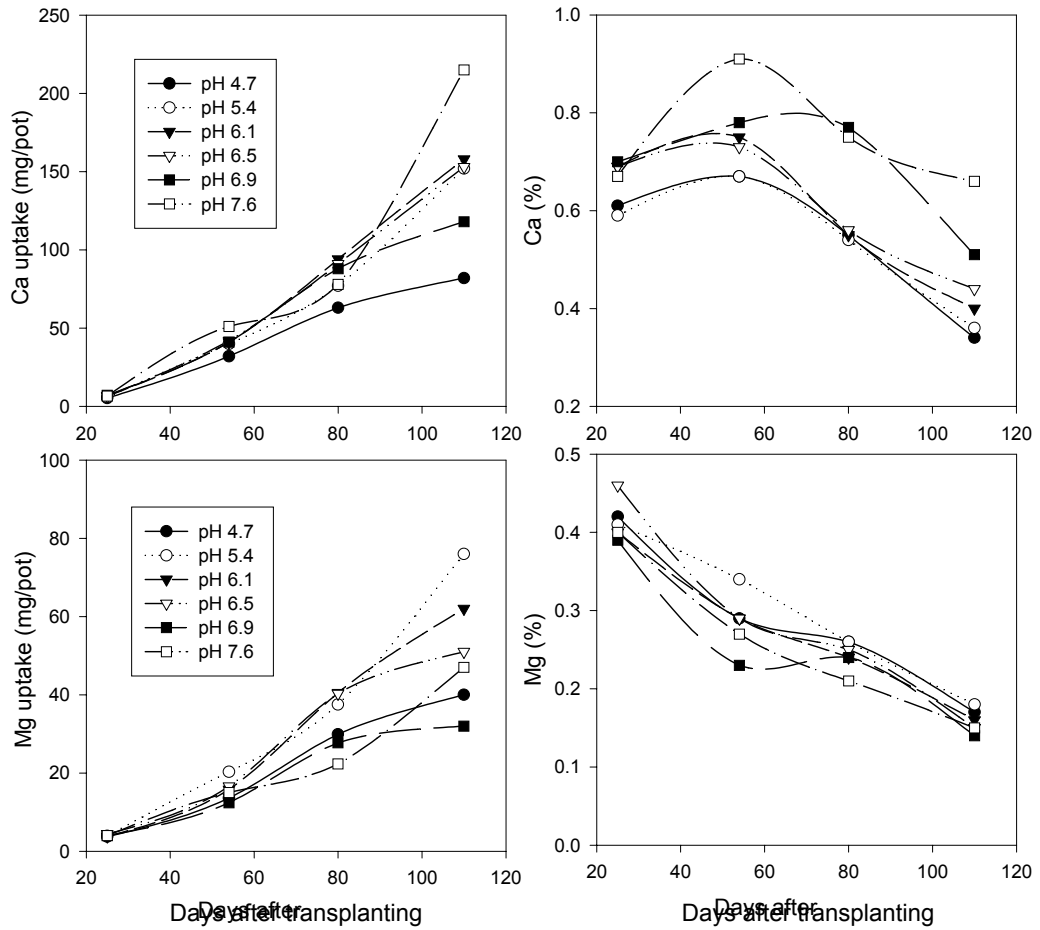 250
200
150
100
50
0
Ca uptake (mg/pot)
pH 4.7
pH 5.4
pH 6.1
pH 6.5
pH 6.9
pH 7.6
20 40 60 80 100 120
1.0
0.8
0.6
0.4
0.2
Ca (%)
20 40 60 80 100 120
100
80
60
40
20
0
Mg uptake (mg/pot)
pH 4.7
pH 5.4
pH 6.1
pH 6.5
pH 6.9
pH 7.6
20 40 60 80 100 120
Days after
Days after transplanting
0.5
0.4
0.3
0.2
0.1
0.0
Mg (%)
20 40 60 80 100 120
Days after
Days after transplanting